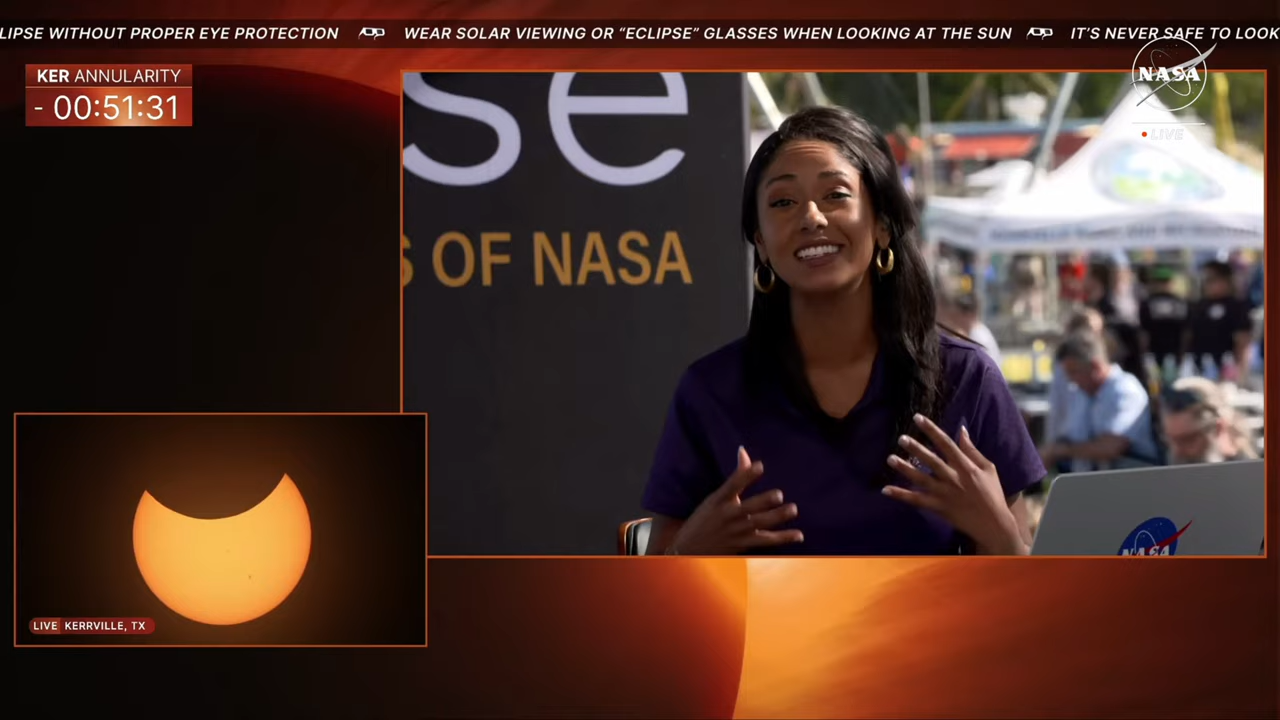 LIPSE WITHOUT PROPER EYE PROTECTION WEAR SOLAR VIEWING OR “ECLIPSE” GLASSES WHEN LOOKING AT THE SUN IT'S NEVER SAFE TO LOOK
KER ANNULARITY
- 00:51:31
NASA
LIVE
se
S OF NASA
NASA
LIVE KERRVILLE, TX